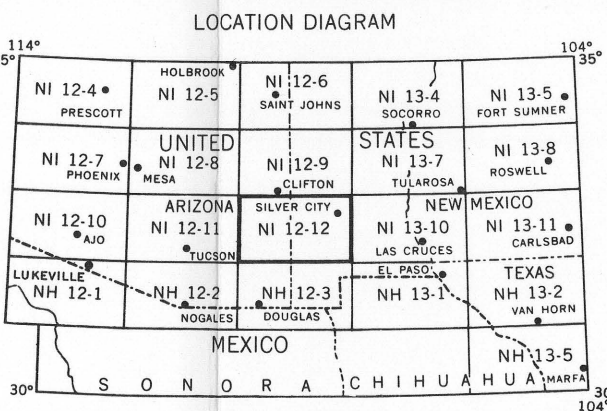 LOCATION DIAGRAM
114° 104°
5° 35°
HOLBROOK
NI 12-4 NI 12-5 NI 12-6 NI 13-4 NI 13-5
PRESCOTT SAINT JOHNS SOCORRO FORT SUMNER
UNITED STATES
NI 12-7 NI 12-8 NI 12-9 NI 13-7 NI 13-8
PHOENIX MESA CLIFTON TULAROSA ROSWELL
ARIZONA SILVER CITY NEW MEXICO
NI 12-10 NI 12-11 NI 12-12 NI 13-10 NI 13-11
AJO TUCSON LAS CRUCES CARLSBAD
LUKEVILLE EL PASO TEXAS
NH 12-1 NH 12-2 NH 12-3 NH 13-1 NH 13-2
NOGALES DOUGLAS VAN HORN
MEXICO
NH 13-5
30° SONORA CHIHUAHUA MARFA 30
104°